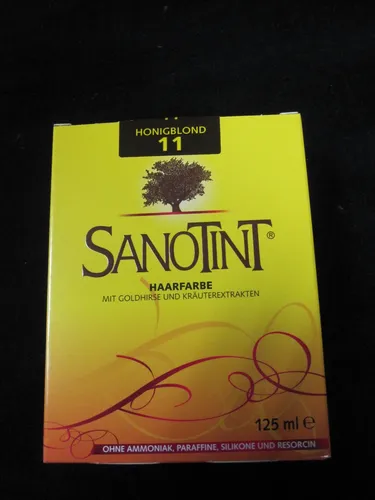 HONIGBLOND
11
SANOTINT®
HAARFARBE
MIT GOLDHIRSE UND KRÄUTEREXTRAKTEN
125 ml ℮
OHNE AMMONIAK, PARAFFINE, SILIKONE UND RESORCIN